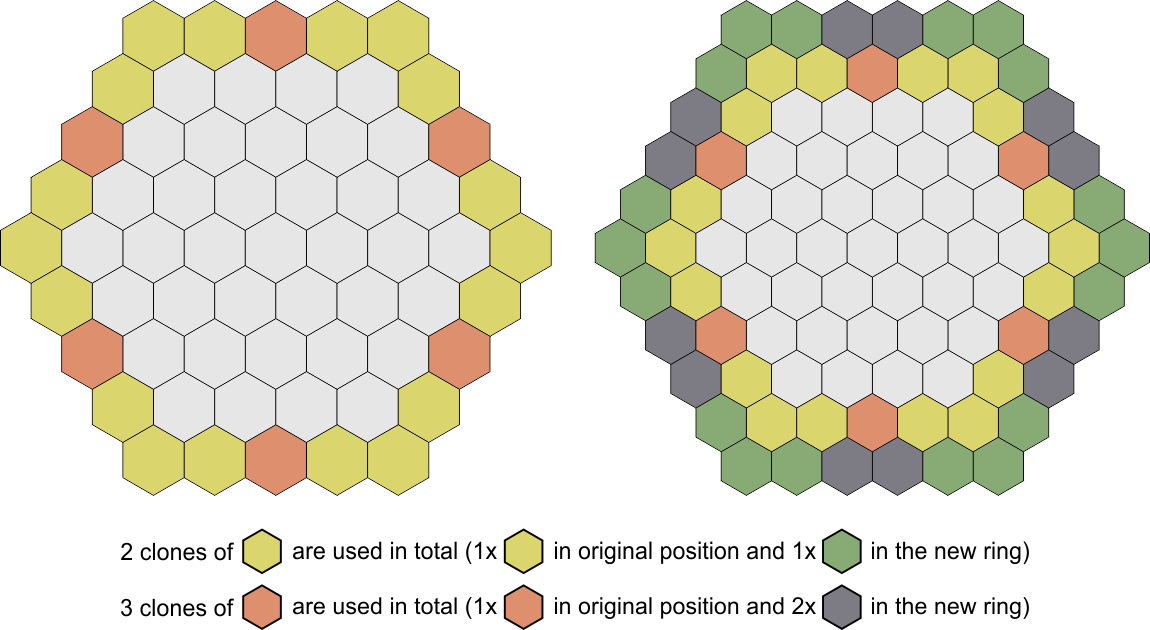 2 clones of are used in total (1x in original position and 1x in the new ring)
3 clones of are used in total (1x in original position and 2x in the new ring)